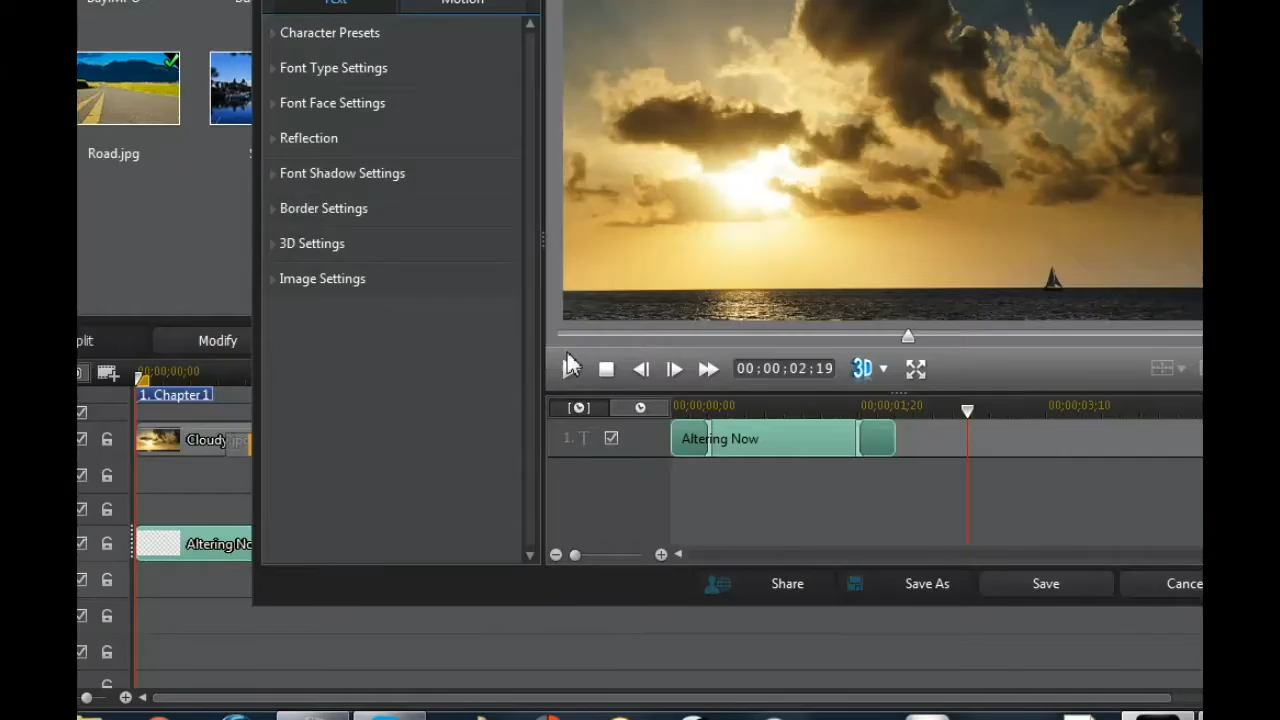 Text
Motion
Character Presets
Font Type Settings
Font Face Settings
Reflection
Font Shadow Settings
Border Settings
3D Settings
Image Settings
Road.jpg
Modify
00;00;00;00
1. Chapter 1
Cloudy.jpg
Altering
00;00;02;19
3D
00;00;00;00
00;00;01;20
00;00;03;10
1. T
Altering Now
Share
Save As
Save